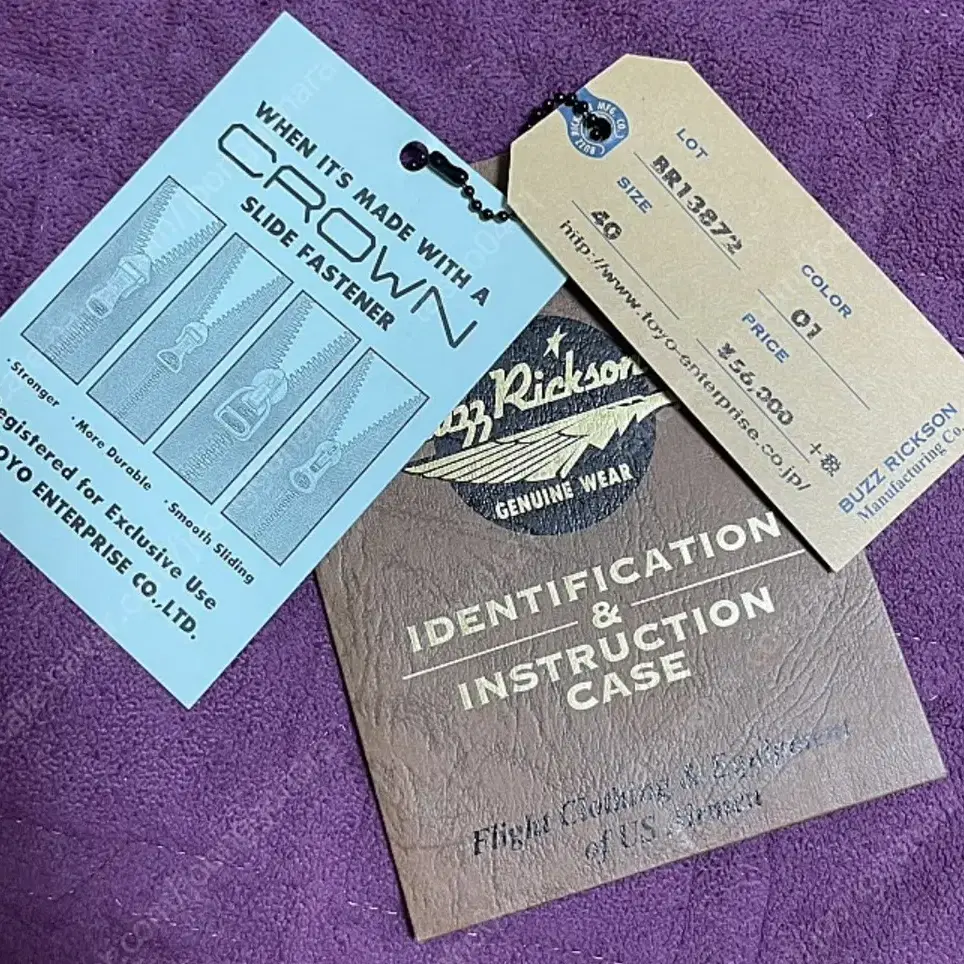 WHEN IT'S MADE WITH A
CROWN
SLIDE FASTENER
·Stronger
·More Durable
·Smooth Sliding
egistered for Exclusive Use
OYO ENTERPRISE CO.,LTD.
LOT
BR13872
SIZE
40
COLOR
01
PRICE
¥56,000 +税
http://www.toyo-enterprise.co.jp/
BUZZ RICKSON
Manufacturing Co.
zz Rickson
GENUINE WEAR
IDENTIFICATION
&
INSTRUCTION
CASE
Flight Clothing & Equipment
of US Airmen